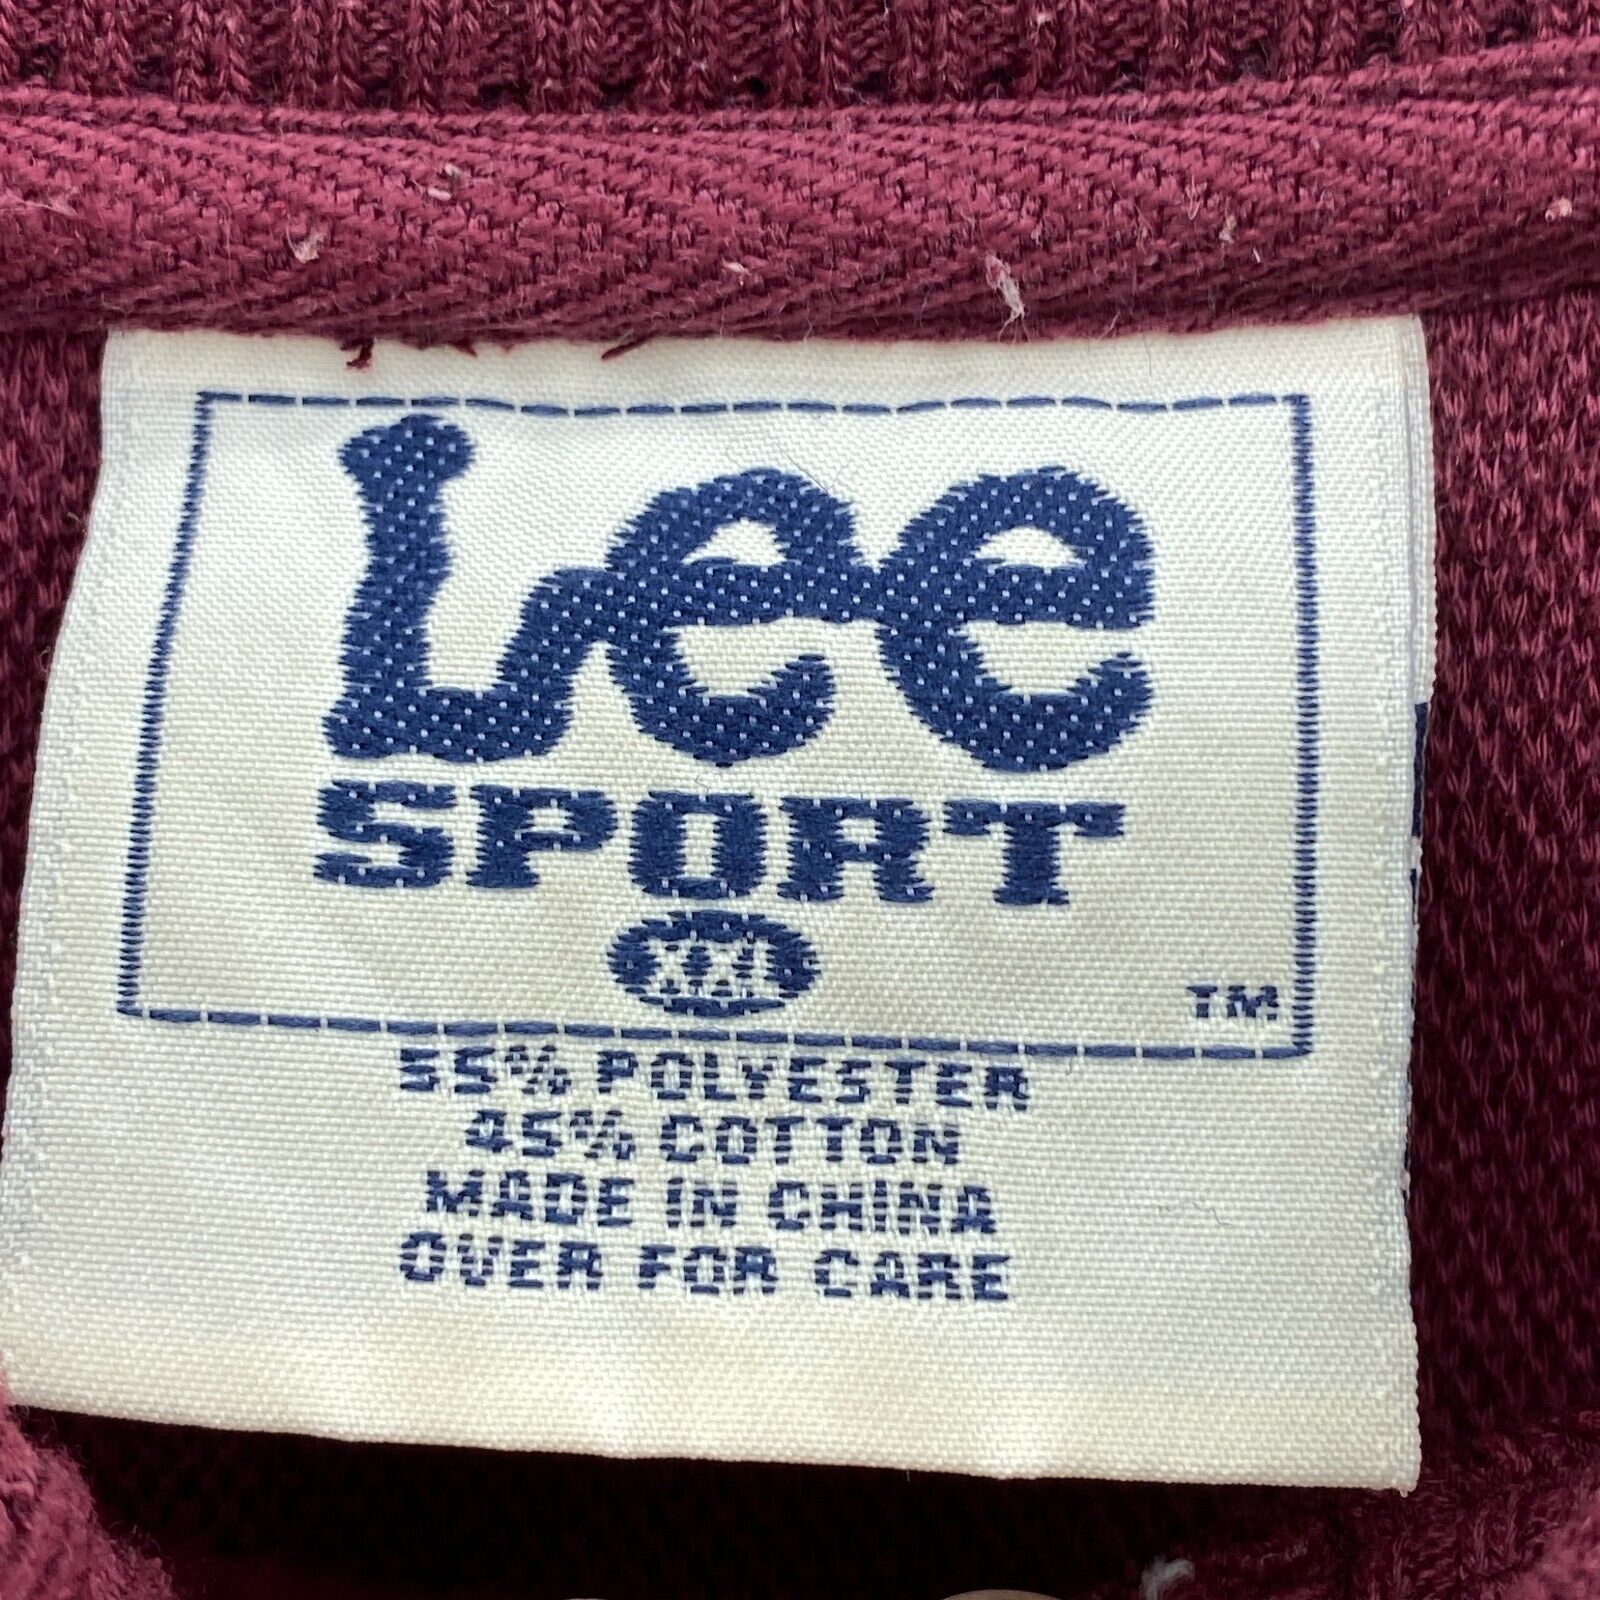 Lee
SPORT
XXL
TM
55% POLYESTER
45% COTTON
MADE IN CHINA
OVER FOR CARE